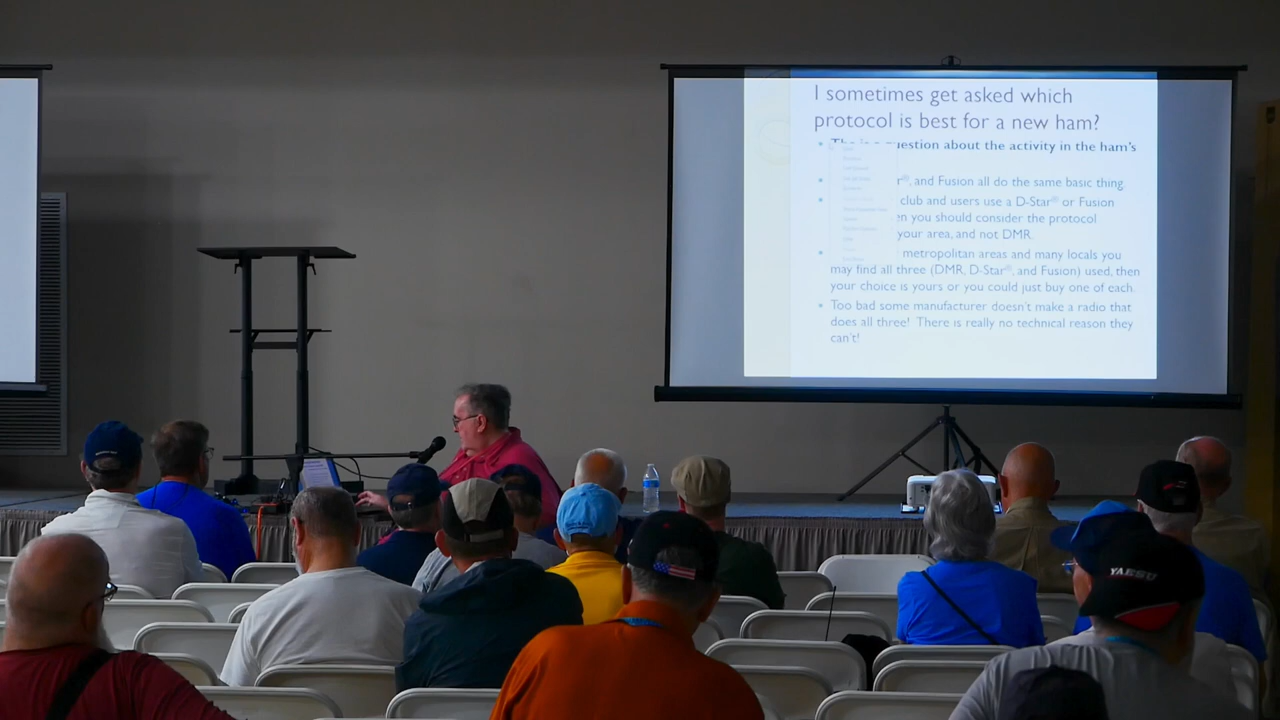 I sometimes get asked which
protocol is best for a new ham?
question about the activity in the ham's
and Fusion all do the same basic thing
club and users use a D-Star® or Fusion
you should consider the protocol
your area, and not DMR.
metropolitan areas and many locals you
may find all three (DMR, D-Star®, and Fusion) used, then
your choice is yours or you could just buy one of each.
Too bad some manufacturer doesn't make a radio that
does all three! There is really no technical reason they
can't!
YAESU